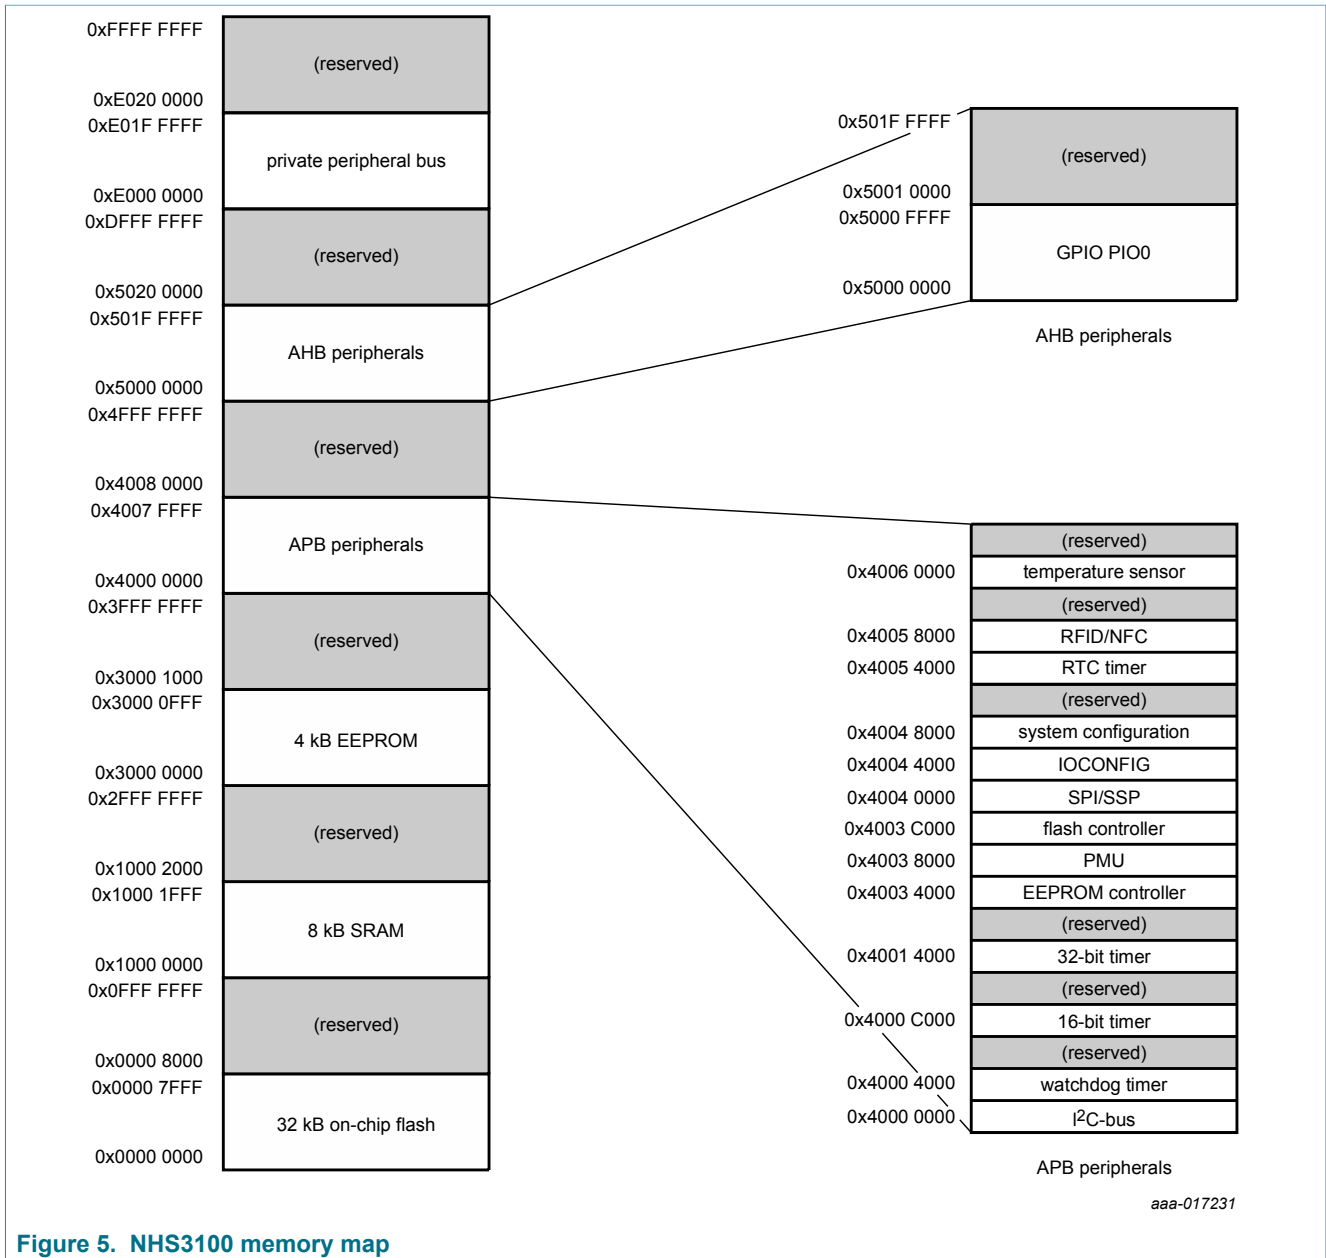 0xFFFF FFFF
(reserved)
0xE020 0000
0xE01F FFFF
private peripheral bus
0xE000 0000
0xDFFF FFFF
(reserved)
0x5020 0000
0x501F FFFF
AHB peripherals
0x5000 0000
0x4FFF FFFF
(reserved)
0x4008 0000
0x4007 FFFF
APB peripherals
0x4000 0000
0x3FFF FFFF
(reserved)
0x3000 1000
0x3000 0FFF
4 kB EEPROM
0x3000 0000
0x2FFF FFFF
(reserved)
0x1000 2000
0x1000 1FFF
8 kB SRAM
0x1000 0000
0x0FFF FFFF
(reserved)
0x0000 8000
0x0000 7FFF
32 kB on-chip flash
0x0000 0000
0x501F FFFF
(reserved)
0x5001 0000
0x5000 FFFF
GPIO PIO0
0x5000 0000
AHB peripherals
(reserved)
0x4006 0000 temperature sensor
(reserved)
0x4005 8000 RFID/NFC
0x4005 4000 RTC timer
(reserved)
0x4004 8000 system configuration
0x4004 4000 IOCONFIG
0x4004 0000 SPI/SSP
0x4003 C000 flash controller
0x4003 8000 PMU
0x4003 4000 EEPROM controller
(reserved)
0x4001 4000 32-bit timer
(reserved)
0x4000 C000 16-bit timer
(reserved)
0x4000 4000 watchdog timer
0x4000 0000 I2C-bus
APB peripherals
aaa-017231
Figure 5. NHS3100 memory map